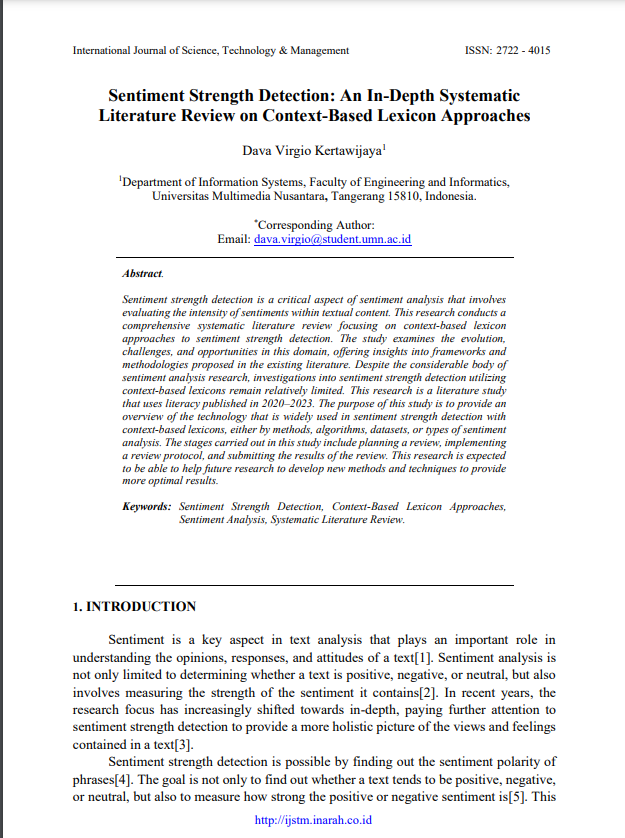 International Journal of Science, Technology & Management ISSN: 2722 - 4015
Sentiment Strength Detection: An In-Depth Systematic
Literature Review on Context-Based Lexicon Approaches
Dava Virgio Kertawijaya1
1Department of Information Systems, Faculty of Engineering and Informatics,
Universitas Multimedia Nusantara, Tangerang 15810, Indonesia.
*Corresponding Author:
Email: dava.virgio@student.umn.ac.id
Abstract.
Sentiment strength detection is a critical aspect of sentiment analysis that involves
evaluating the intensity of sentiments within textual content. This research conducts a
comprehensive systematic literature review focusing on context-based lexicon
approaches to sentiment strength detection. The study examines the evolution,
challenges, and opportunities in this domain, offering insights into frameworks and
methodologies proposed in the existing literature. Despite the considerable body of
sentiment analysis research, investigations into sentiment strength detection utilizing
context-based lexicons remain relatively limited. This research is a literature study
that uses literacy published in 2020–2023. The purpose of this study is to provide an
overview of the technology that is widely used in sentiment strength detection with
context-based lexicons, either by methods, algorithms, datasets, or types of sentiment
analysis. The stages carried out in this study include planning a review, implementing
a review protocol, and submitting the results of the review. This research is expected
to be able to help future research to develop new methods and techniques to provide
more optimal results.
Keywords: Sentiment Strength Detection, Context-Based Lexicon Approaches,
Sentiment Analysis, Systematic Literature Review.
1. INTRODUCTION
Sentiment is a key aspect in text analysis that plays an important role in
understanding the opinions, responses, and attitudes of a text[1]. Sentiment analysis is
not only limited to determining whether a text is positive, negative, or neutral, but also
involves measuring the strength of the sentiment it contains[2]. In recent years, the
research focus has increasingly shifted towards in-depth, paying further attention to
sentiment strength detection to provide a more holistic picture of the views and feelings
contained in a text[3].
Sentiment strength detection is possible by finding out the sentiment polarity of
phrases[4]. The goal is not only to find out whether a text tends to be positive, negative,
or neutral, but also to measure how strong the positive or negative sentiment is[5]. This
http://ijstm.inarah.co.id